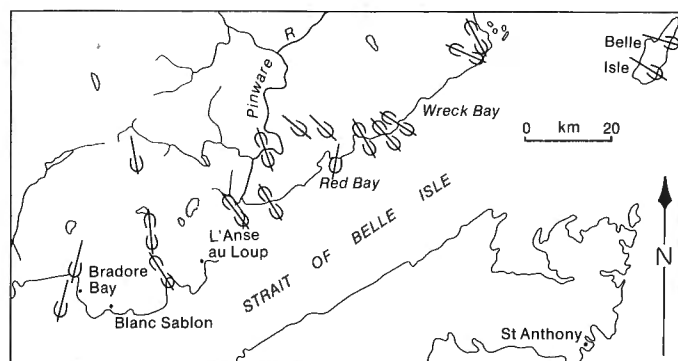 R
Pinware
Belle
Isle
Wreck Bay
0 km 20
Red Bay
STRAIT OF BELLE ISLE
L'Anse
au Loup
N
Bradore
Bay
Blanc Sablon
St Anthony